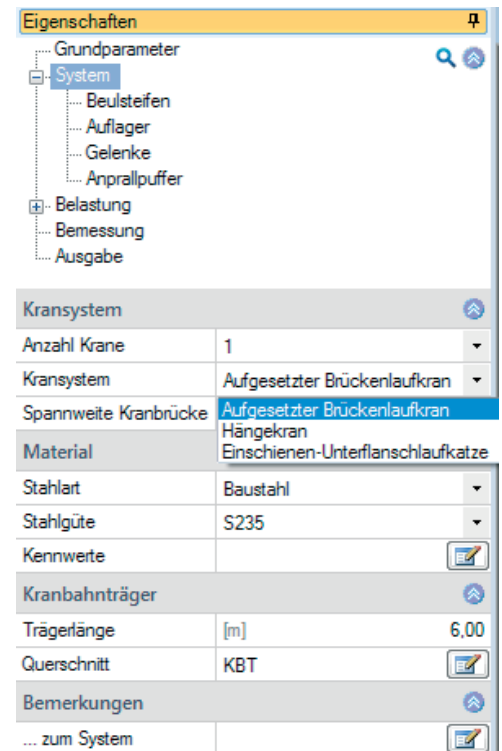 Eigenschaften
Grundparameter
System
Beulsteifen
Auflager
Gelenke
Anprallpuffer
Belastung
Bemessung
Ausgabe
Kransystem
Anzahl Krane 1
Kransystem Aufgesetzter Brückenlaufkran
Spannweite Kranbrücke Aufgesetzter Brückenlaufkran
Hängekran
Material Einschienen-Unterflanschlaufkatze
Stahlart Baustahl
Stahlgüte S235
Kennwerte
Kranbahnträger
Trägerlänge [m] 6,00
Querschnitt KBT
Bemerkungen
... zum System